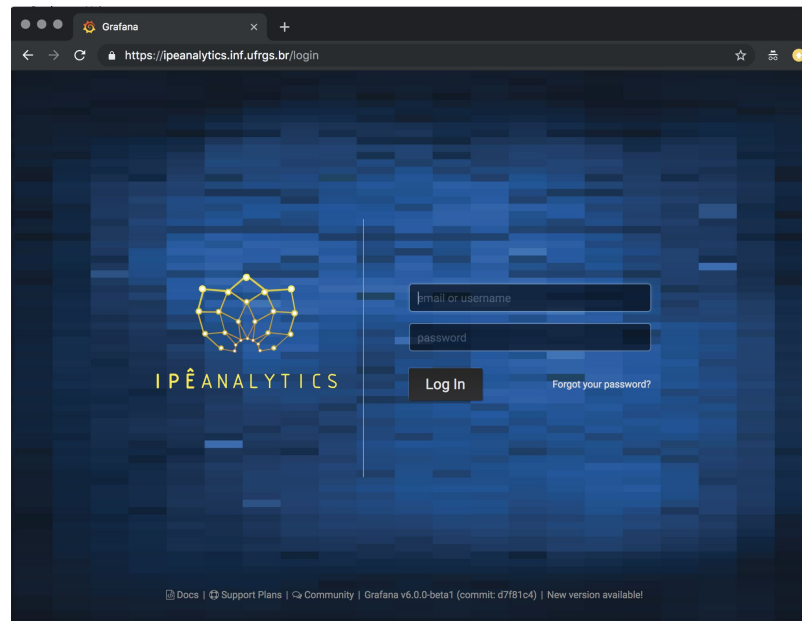 Grafana
https://ipeanalytics.inf.ufrgs.br/login
email or username
password
IPÊANALYTICS
Log In
Forgot your password?
Docs | Support Plans | Community | Grafana v6.0.0-beta1 (commit: d7f81c4) | New version available!